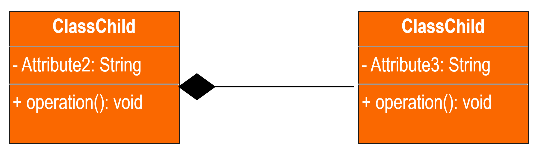 ClassChild
- Attribute2: String
+ operation(): void
ClassChild
- Attribute3: String
+ operation(): void